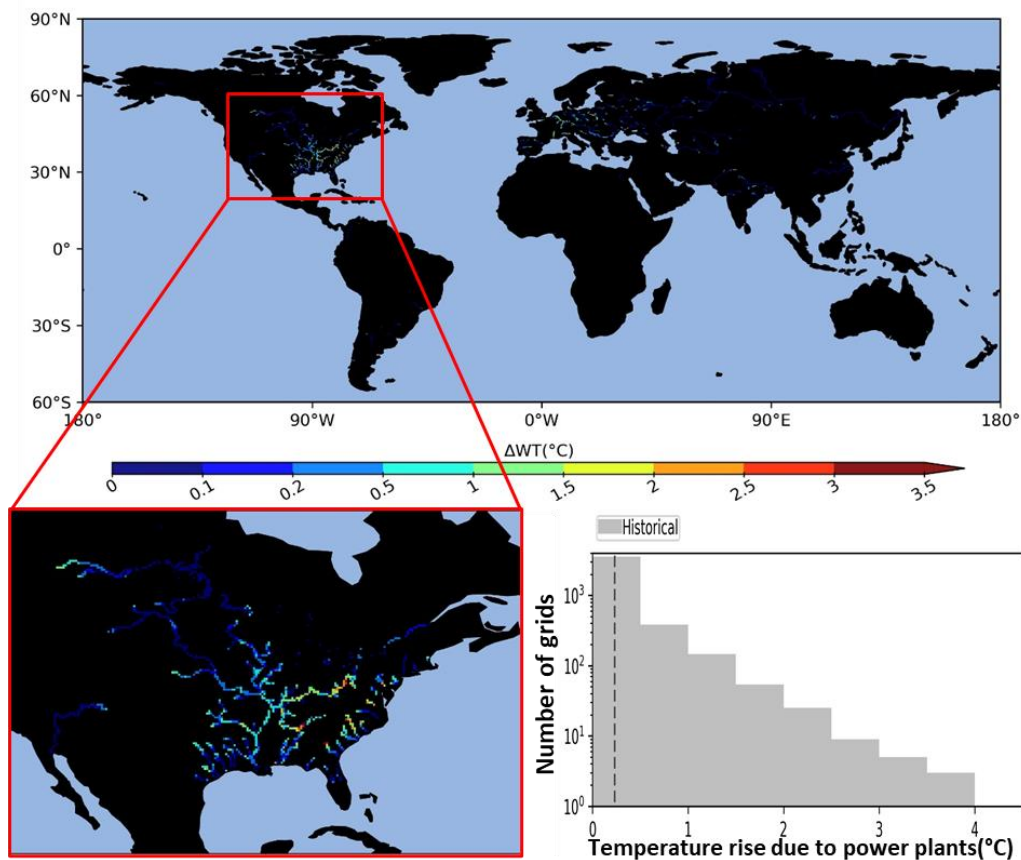 90°N
60°N
30°N
0°
30°S
60°S
180° 90°W 0°W 90°E 180°
ΔWT(°C)
0 0.1 0.2 0.5 1 1.5 2 2.5 3 3.5
Historical
Number of grids
10³
10²
10¹
10⁰
0 1 2 3 4
Temperature rise due to power plants(°C)